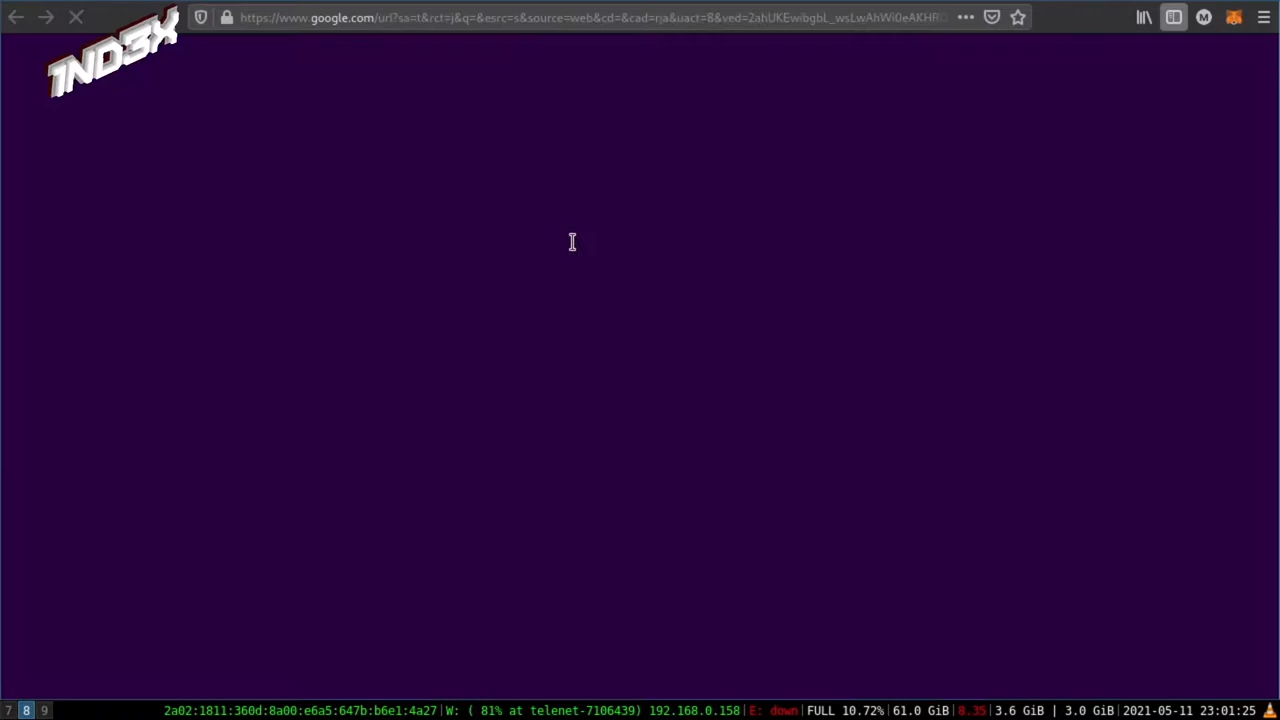 https://www.google.com/url?sa=t&rct=j&q=&esrc=s&source=web&cd=&cad=rja&uact=8&ved=2ahUKEwibgbL_wsLwAhWi0eAKHR
M
1ND3X
7 8 9 2a02:1811:360d:8a00:e6a5:647b:b6e1:4a27|W: ( 81% at telenet-7106439) 192.168.0.158|E: down|FULL 10.72%|61.0 GiB|8.35|3.6 GiB | 3.0 GiB|2021-05-11 23:01:25